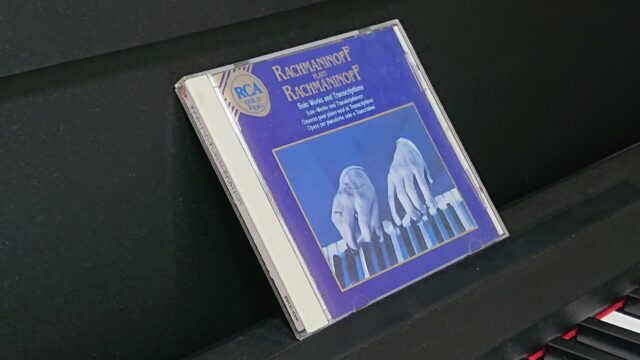 RACHMANINOFF
PLAYS
RACHMANINOFF
Solo Works and Transcriptions
Solo-Werke und Transkriptionen
Oeuvres pour piano seul et Transcriptions
Opere per pianoforte solo e Trascrizioni
RCA
GOLD
SEAL